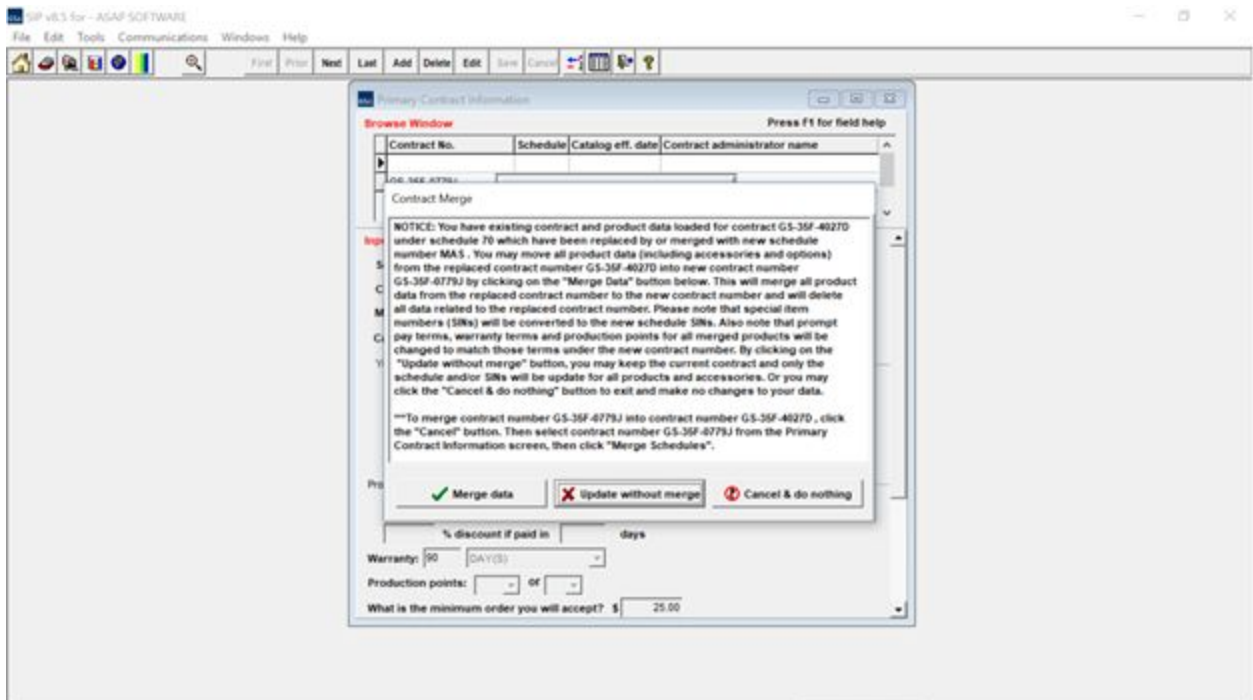 SIP v8.5 for - ASAP SOFTWARE
File Edit Tools Communications Windows Help
First Prior Next Last Add Delete Edit Save Cancel
Primary Contract Information
Browse Window Press F1 for field help
Contract No. Schedule Catalog eff. date Contract administrator name
GS-35F-0779J
Contract Merge
NOTICE: You have existing contract and product data loaded for contract GS-35F-4027D
under schedule 70 which have been replaced by or merged with new schedule
number MAS . You may move all product data (including accessories and options)
from the replaced contract number GS-35F-4027D into new contract number
GS-35F-0779J by clicking on the "Merge Data" button below. This will merge all product
data from the replaced contract number to the new contract number and will delete
all data related to the replaced contract number. Please note that special item
numbers (SINs) will be converted to the new schedule SINs. Also note that prompt
pay terms, warranty terms and production points for all merged products will be
changed to match those terms under the new contract number. By clicking on the
"Update without merge" button, you may keep the current contract and only the
schedule and/or SINs will be update for all products and accessories. Or you may
click the "Cancel & do nothing" button to exit and make no changes to your data.
***To merge contract number GS-35F-0779J into contract number GS-35F-4027D , click
the "Cancel" button. Then select contract number GS-35F-0779J from the Primary
Contract Information screen, then click "Merge Schedules".
Merge data Update without merge Cancel & do nothing
% discount if paid in days
Warranty: 90 DAY(S)
Production points: or
What is the minimum order you will accept? $ 25.00